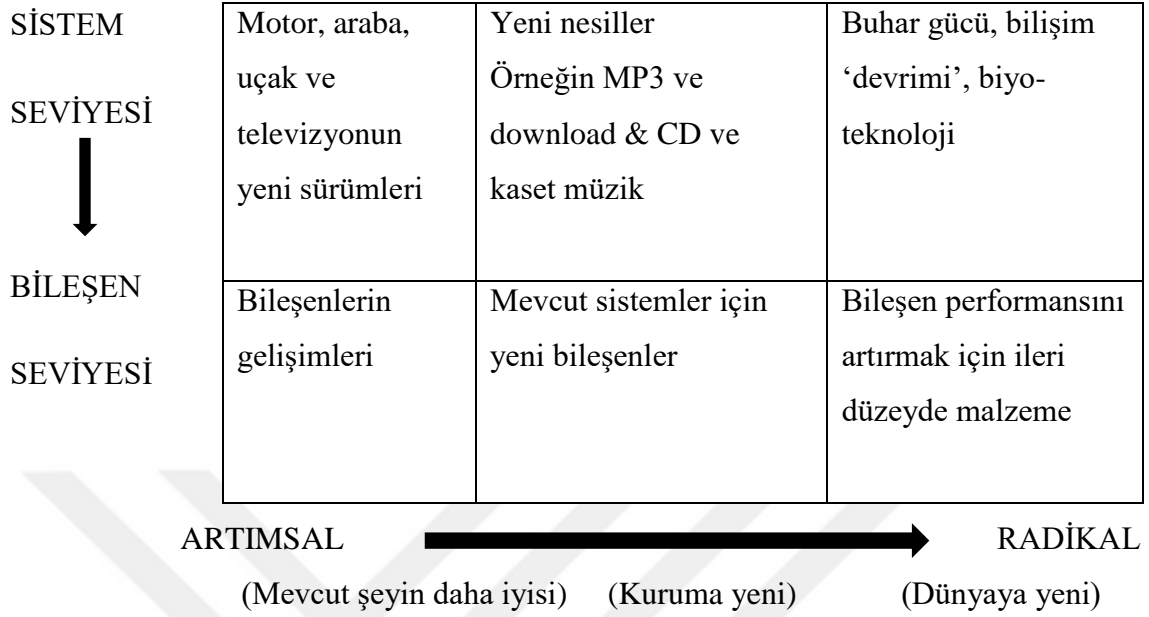 SİSTEM
SEVİYESİ
Motor, araba,
uçak ve
televizyonun
yeni sürümleri
Yeni nesiller
Örneğin MP3 ve
download & CD ve
kaset müzik
Buhar gücü, bilişim
‘devrimi’, biyo-
teknoloji
BİLEŞEN
SEVİYESİ
Bileşenlerin
gelişimleri
Mevcut sistemler için
yeni bileşenler
Bileşen performansını
artırmak için ileri
düzeyde malzeme
ARTIMSAL RADİKAL
(Mevcut şeyin daha iyisi) (Kuruma yeni) (Dünyaya yeni)